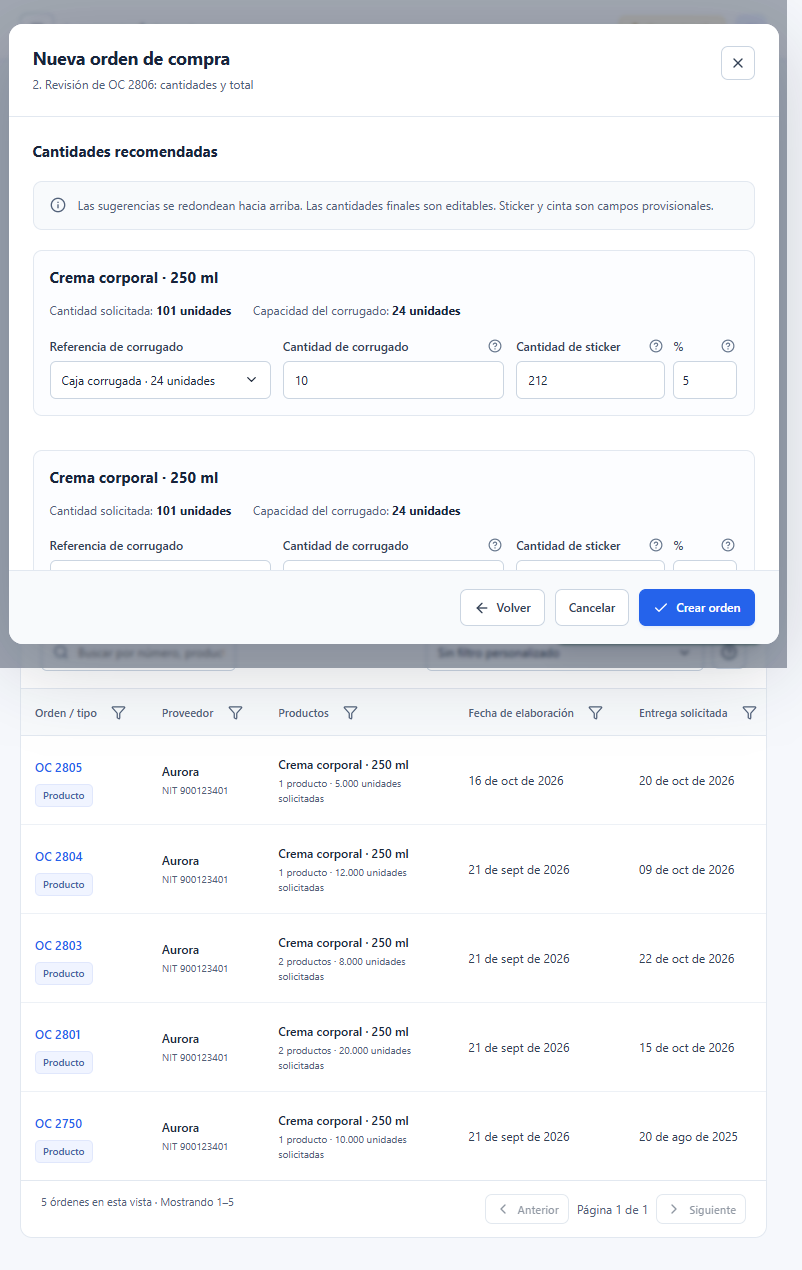 Nueva orden de compra
2. Revisión de OC 2806: cantidades y total
Cantidades recomendadas
Las sugerencias se redondean hacia arriba. Las cantidades finales son editables. Sticker y cinta son campos provisionales.
Crema corporal · 250 ml
Cantidad solicitada: 101 unidades Capacidad del corrugado: 24 unidades
Referencia de corrugado Cantidad de corrugado Cantidad de sticker %
Caja corrugada · 24 unidades 10 212 5
Crema corporal · 250 ml
Cantidad solicitada: 101 unidades Capacidad del corrugado: 24 unidades
Referencia de corrugado Cantidad de corrugado Cantidad de sticker %
Volver Cancelar Crear orden
Buscar por número, produc Sin filtro personalizado
Orden / tipo Proveedor Productos Fecha de elaboración Entrega solicitada
OC 2805 Aurora Crema corporal · 250 ml 16 de oct de 2026 20 de oct de 2026
Producto NIT 900123401 1 producto · 5.000 unidades
solicitadas
OC 2804 Aurora Crema corporal · 250 ml 21 de sept de 2026 09 de oct de 2026
Producto NIT 900123401 1 producto · 12.000 unidades
solicitadas
OC 2803 Aurora Crema corporal · 250 ml 21 de sept de 2026 22 de oct de 2026
Producto NIT 900123401 2 productos · 8.000 unidades
solicitadas
OC 2801 Aurora Crema corporal · 250 ml 21 de sept de 2026 15 de oct de 2026
Producto NIT 900123401 2 productos · 20.000 unidades
solicitadas
OC 2750 Aurora Crema corporal · 250 ml 21 de sept de 2026 20 de ago de 2025
Producto NIT 900123401 1 producto · 10.000 unidades
solicitadas
5 órdenes en esta vista · Mostrando 1–5 Anterior Página 1 de 1 Siguiente